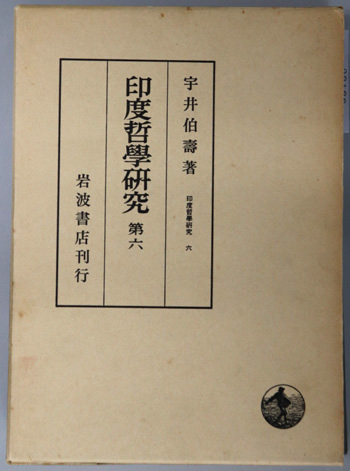 宇井伯壽著
印度哲學研究 六
印度哲學硏究 第六
岩波書店刊行